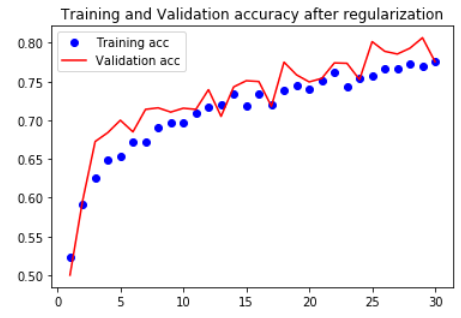 Training and Validation accuracy after regularization
Training acc
Validation acc
0.80
0.75
0.70
0.65
0.60
0.55
0.50
0 5 10 15 20 25 30